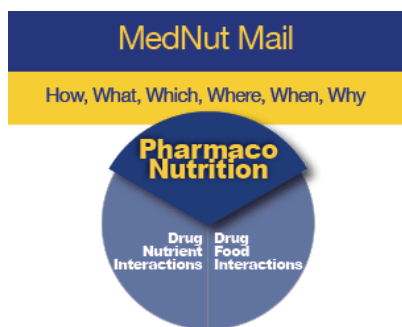 MedNut Mail
How, What, Which, Where, When, Why
Pharmaco
Nutrition
Drug
Nutrient
Interactions
Drug
Food
Interactions